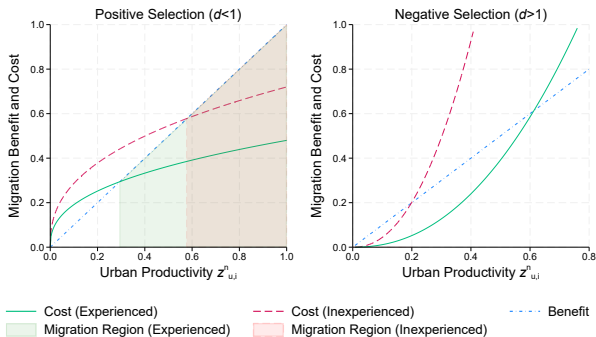 Positive Selection (d<1)
Negative Selection (d>1)
Migration Benefit and Cost
1.0
0.8
0.6
0.4
0.2
0.0
0.0 0.2 0.4 0.6 0.8 1.0
Urban Productivity z^n_{u,i}
Migration Benefit and Cost
1.0
0.8
0.6
0.4
0.2
0.0
0.0 0.2 0.4 0.6 0.8
Urban Productivity z^n_{u,i}
Cost (Experienced) Cost (Inexperienced) Benefit
Migration Region (Experienced) Migration Region (Inexperienced)